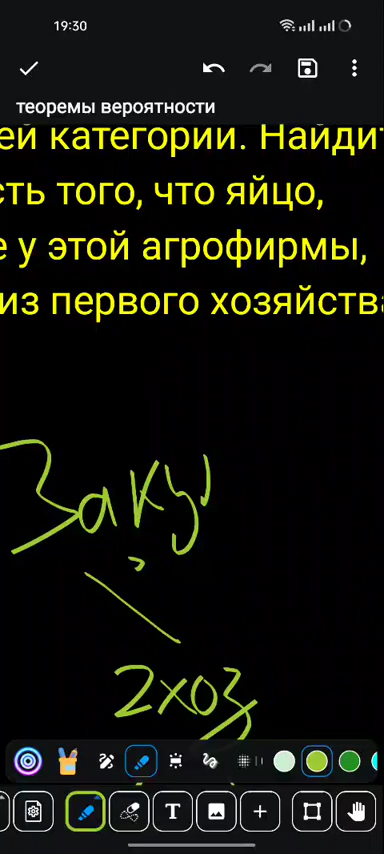 19:30
теоремы вероятности
ей категории. Найдит
сть того, что яйцо,
е у этой агрофирмы,
из первого хозяйства
Заку
2хоз
T